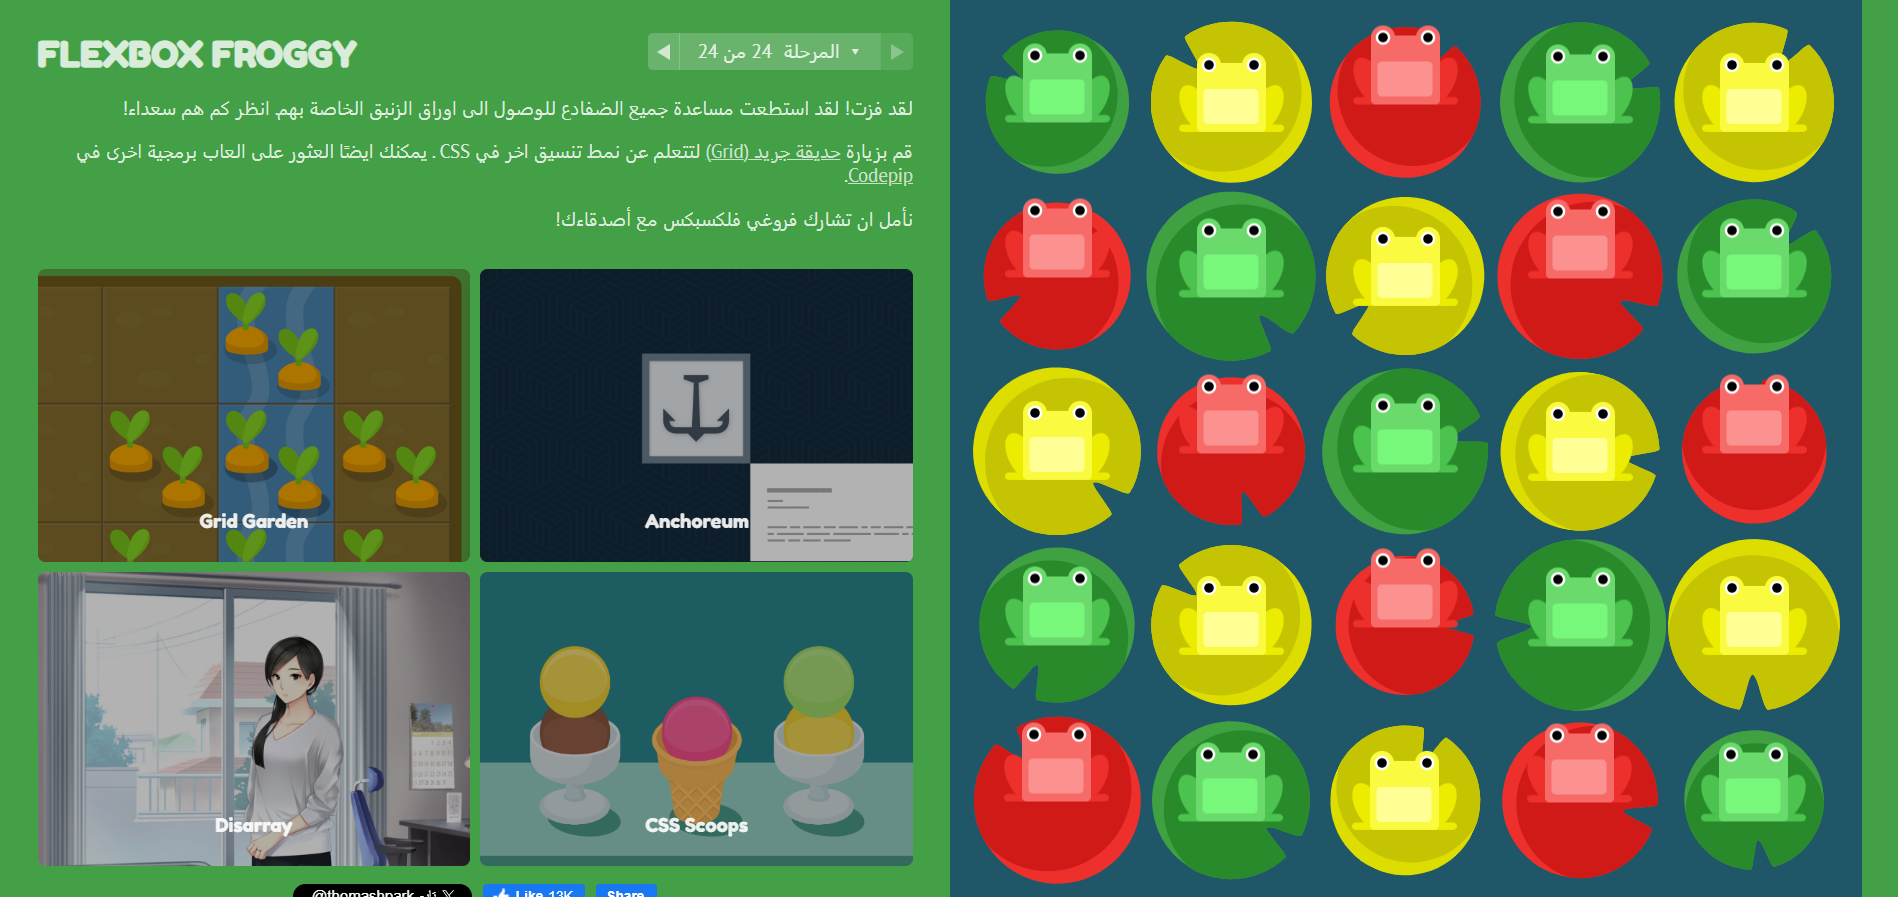 FLEXBOX FROGGY
المرحلة 24 من 24
لقد فزت! لقد استطعت مساعدة جميع الضفادع للوصول الى اوراق الزنبق الخاصة بهم. انظر كم هم سعداء!
قم بزيارة حديقة جريد (Grid) لتتعلم عن نمط تنسيق اخر في CSS . يمكنك ايضًا العثور على العاب برمجية اخرى في
Codepip.
نأمل ان تشارك فروغي فلكسبكس مع أصدقاءك!
Grid Garden
Anchoreum
Disarray
CSS Scoops
@thomashpark
Like 13K
Share